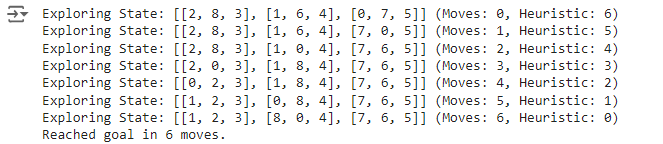 Exploring State: [[2, 8, 3], [1, 6, 4], [0, 7, 5]] (Moves: 0, Heuristic: 6)
Exploring State: [[2, 8, 3], [1, 6, 4], [7, 0, 5]] (Moves: 1, Heuristic: 5)
Exploring State: [[2, 8, 3], [1, 0, 4], [7, 6, 5]] (Moves: 2, Heuristic: 4)
Exploring State: [[2, 0, 3], [1, 8, 4], [7, 6, 5]] (Moves: 3, Heuristic: 3)
Exploring State: [[0, 2, 3], [1, 8, 4], [7, 6, 5]] (Moves: 4, Heuristic: 2)
Exploring State: [[1, 2, 3], [0, 8, 4], [7, 6, 5]] (Moves: 5, Heuristic: 1)
Exploring State: [[1, 2, 3], [8, 0, 4], [7, 6, 5]] (Moves: 6, Heuristic: 0)
Reached goal in 6 moves.